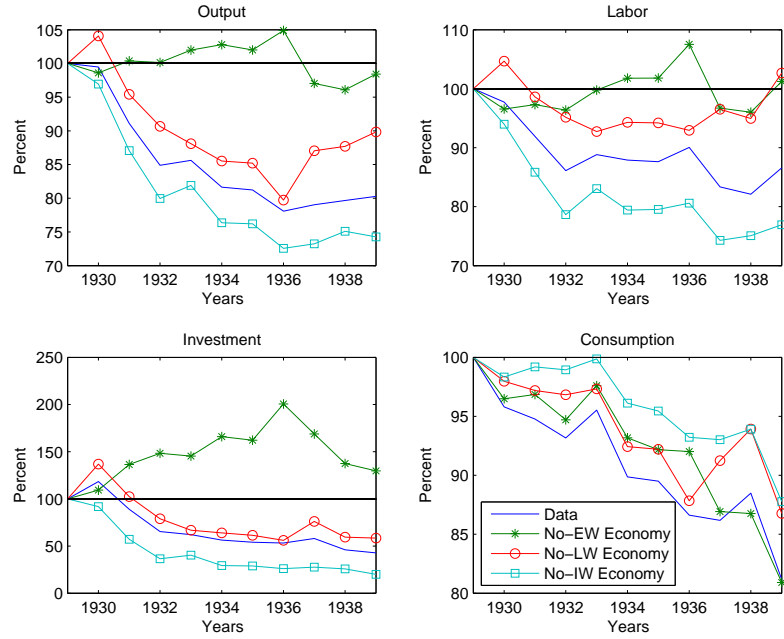 Output
105
100
95
90
85
80
75
70
Percent
1930 1932 1934 1936 1938
Years
Labor
110
100
90
80
70
Percent
1930 1932 1934 1936 1938
Years
Investment
250
200
150
100
50
0
Percent
1930 1932 1934 1936 1938
Years
Consumption
100
95
90
85
80
Percent
Data
No−EW Economy
No−LW Economy
No−IW Economy
1930 1932 1934 1936 1938
Years